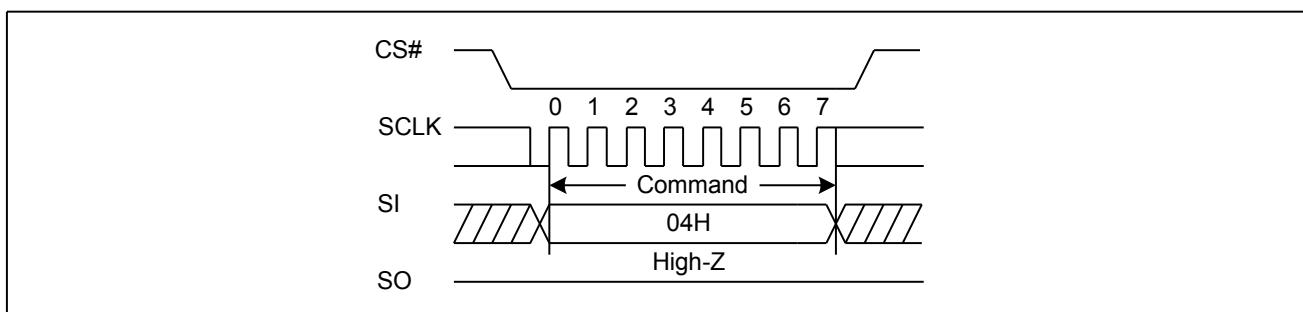 CS#
0 1 2 3 4 5 6 7
SCLK
Command
SI
04H
High-Z
SO